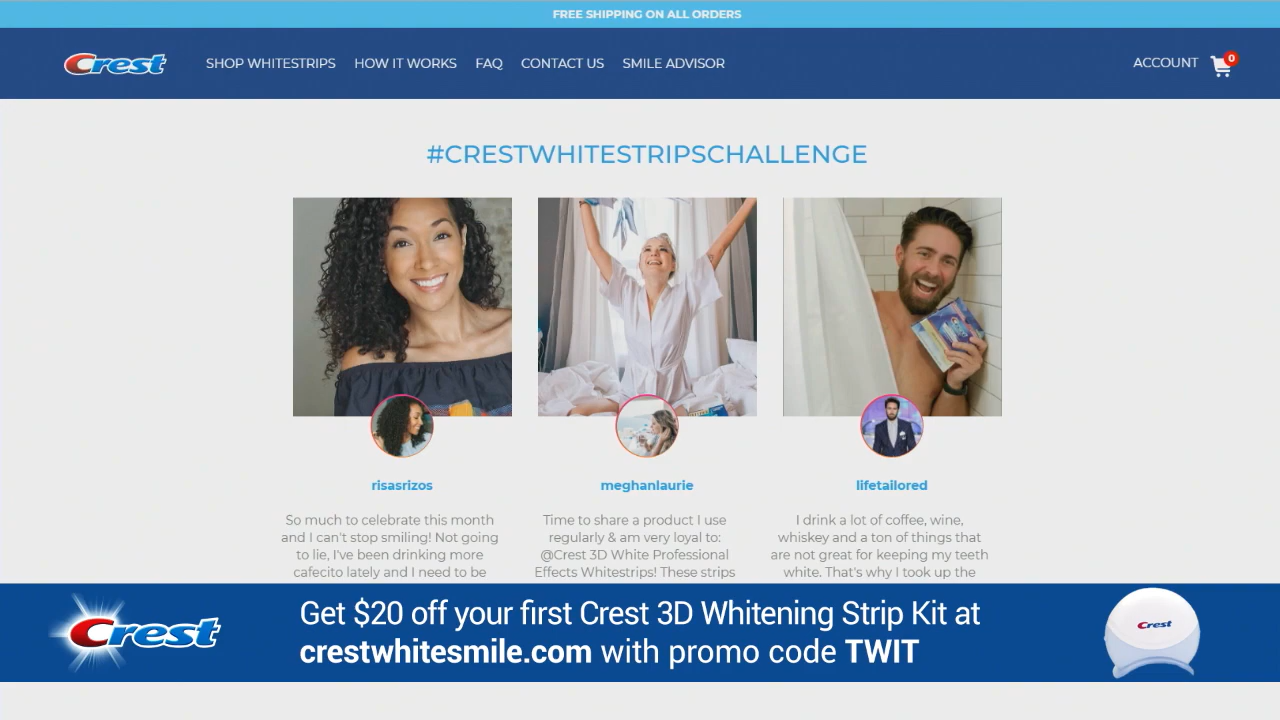 FREE SHIPPING ON ALL ORDERS
Crest SHOP WHITESTRIPS HOW IT WORKS FAQ CONTACT US SMILE ADVISOR ACCOUNT 0
#CRESTWHITESTRIPSCHALLENGE
Crest
risasrizos
So much to celebrate this month
and I can't stop smiling! Not going
to lie, I've been drinking more
cafecito lately and I need to be
meghanlaurie
Time to share a product I use
regularly & am very loyal to:
@Crest 3D White Professional
Effects Whitestrips! These strips
lifetailored
I drink a lot of coffee, wine,
whiskey and a ton of things that
are not great for keeping my teeth
white. That's why I took up the
Crest
Get $20 off your first Crest 3D Whitening Strip Kit at
crestwhitesmile.com with promo code TWIT
Crest